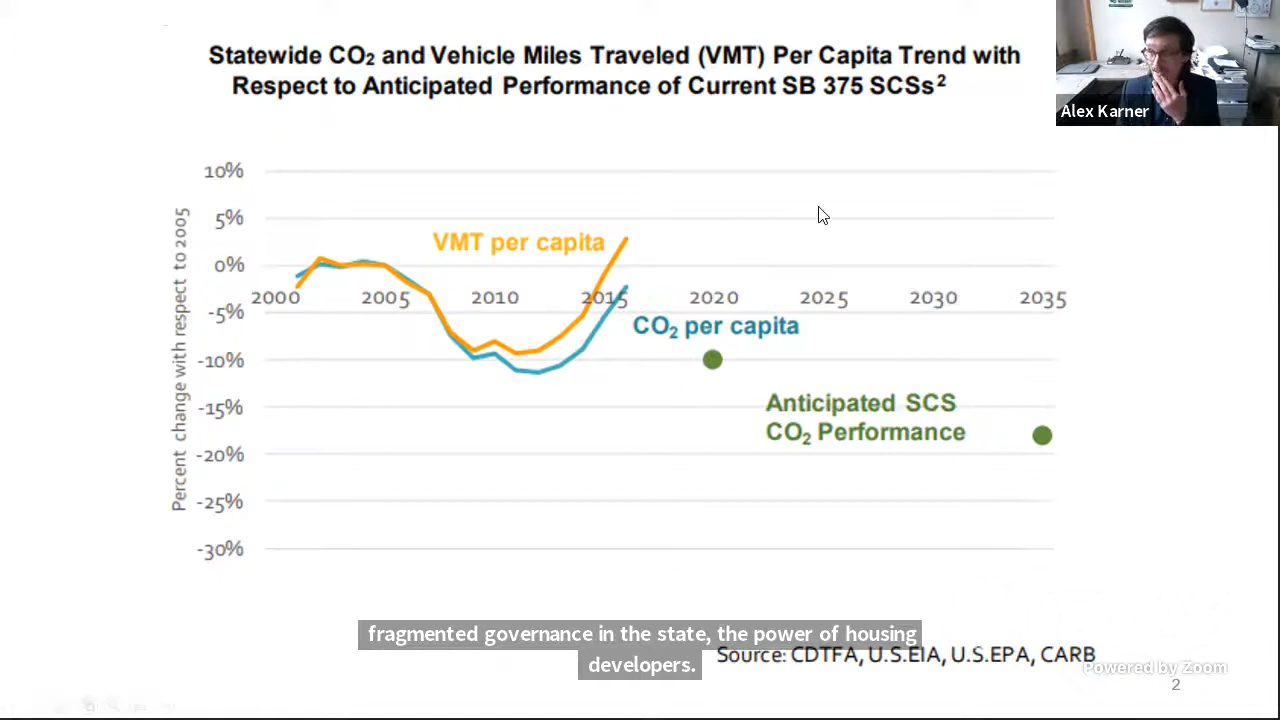 Statewide CO₂ and Vehicle Miles Traveled (VMT) Per Capita Trend with
Respect to Anticipated Performance of Current SB 375 SCSs²
Alex Karner
Percent change with respect to 2005
10%
5%
0%
-5%
-10%
-15%
-20%
-25%
-30%
2000 2005 2010 2015 2020 2025 2030 2035
VMT per capita
CO₂ per capita
Anticipated SCS
CO₂ Performance
fragmented governance in the state, the power of housing
developers.
Source: CDTFA, U.S.EIA, U.S.EPA, CARB
Powered by Zoom
2